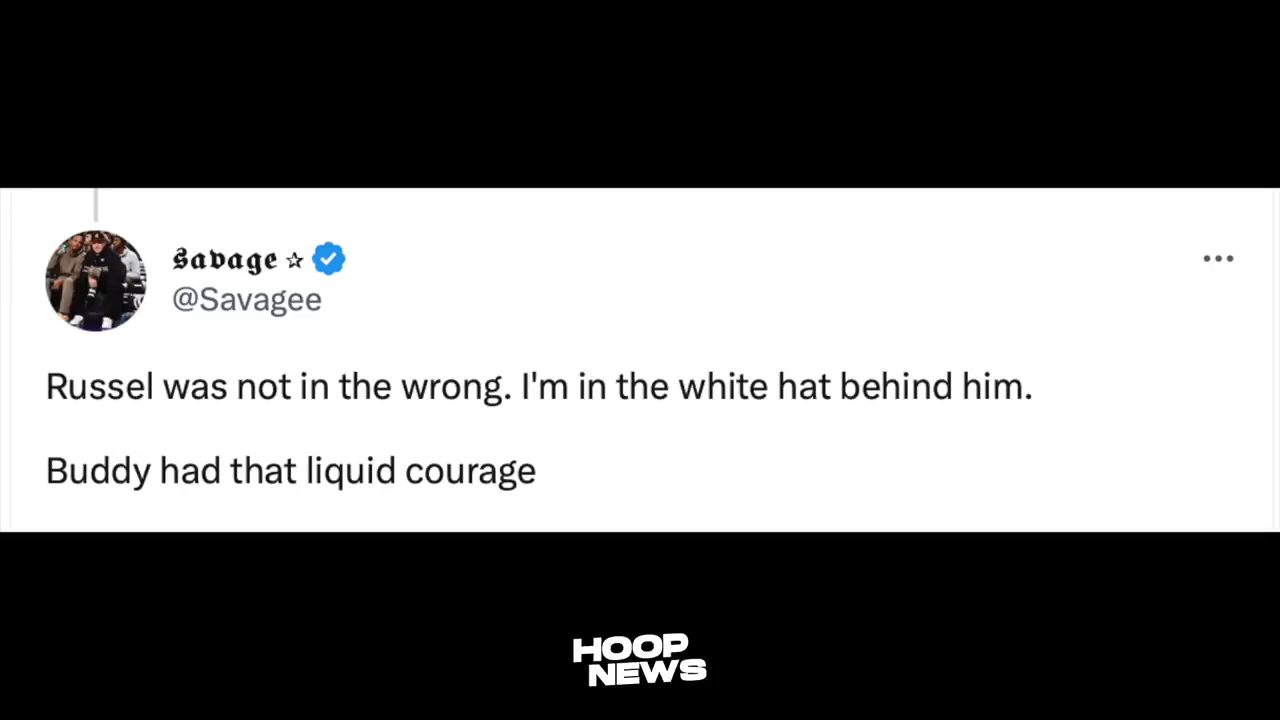 𝕾𝖆𝖛𝖆𝖌𝖊 ☆
@Savagee
Russel was not in the wrong. I'm in the white hat behind him.
Buddy had that liquid courage
HOOP
NEWS